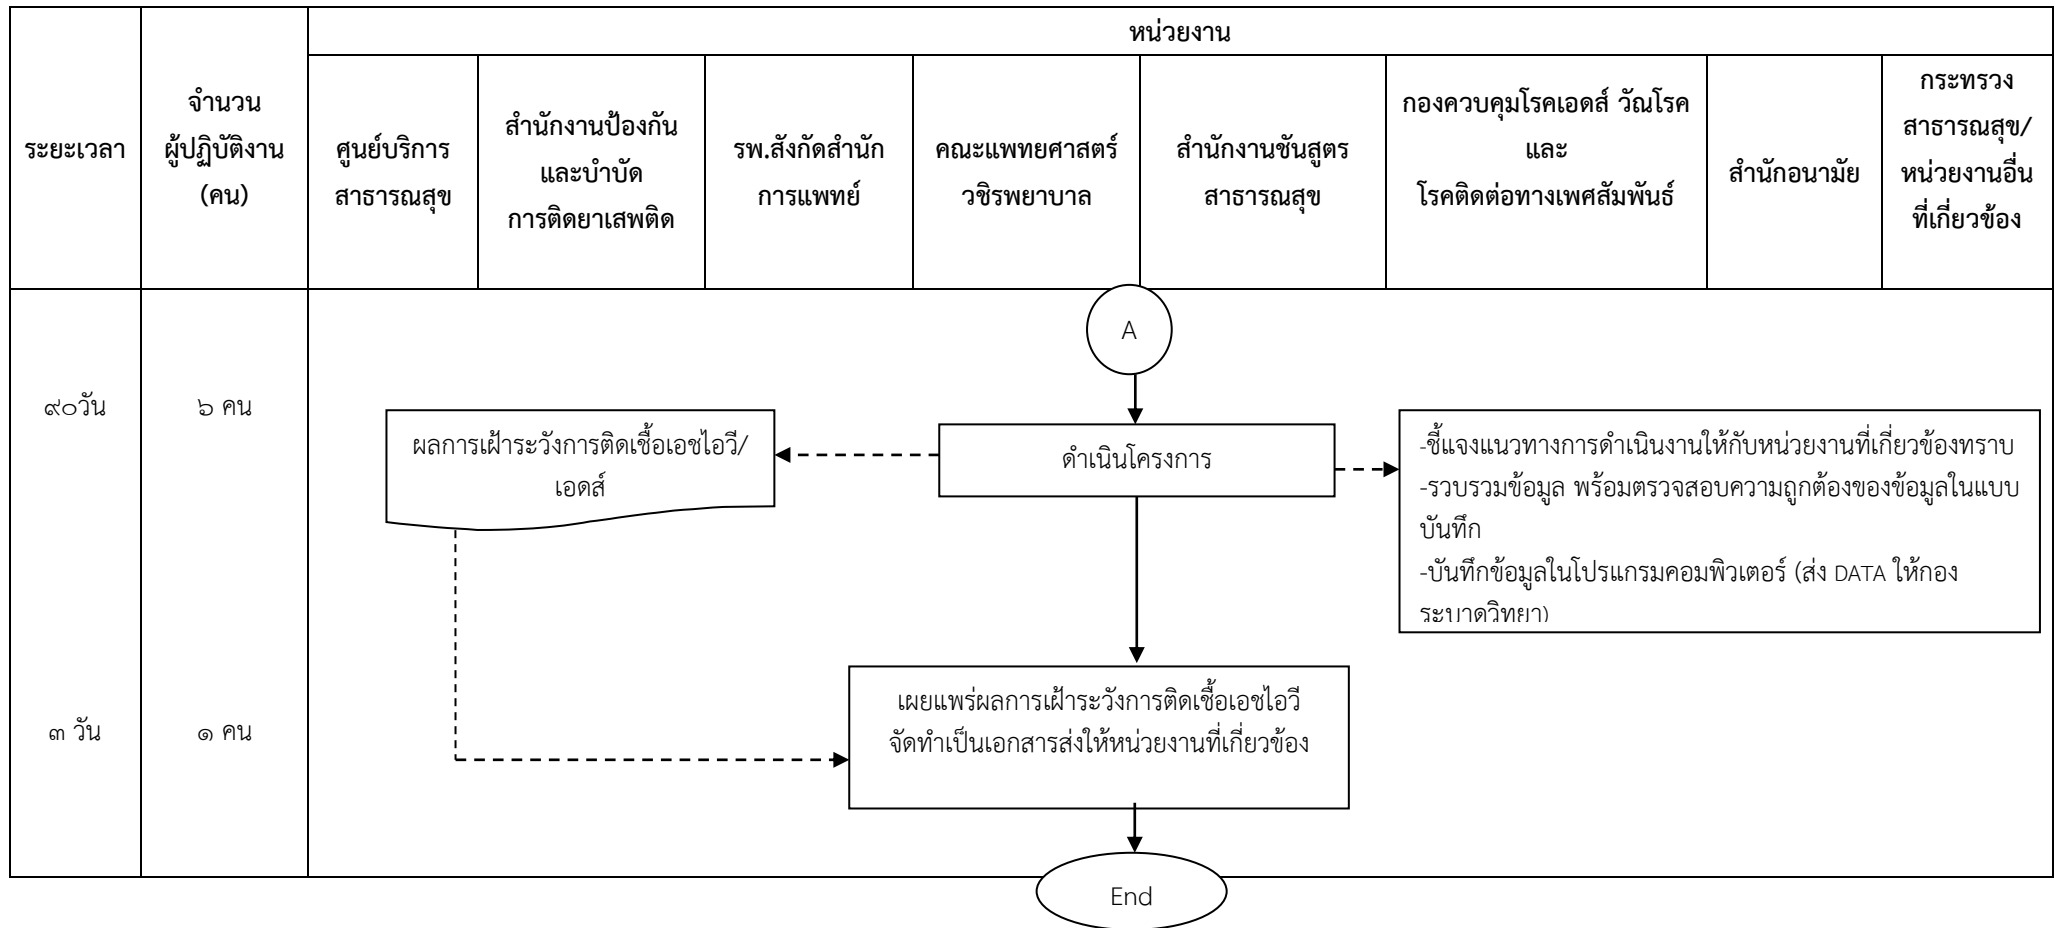 หน่วยงาน
ระยะเวลา
จำนวน
ผู้ปฏิบัติงาน
(คน)
ศูนย์บริการ
สาธารณสุข
สำนักงานป้องกัน
และบำบัด
การติดยาเสพติด
รพ.สังกัดสำนัก
การแพทย์
คณะแพทยศาสตร์
วชิรพยาบาล
สำนักงานชันสูตร
สาธารณสุข
กองควบคุมโรคเอดส์ วัณโรค
และ
โรคติดต่อทางเพศสัมพันธ์
สำนักอนามัย
กระทรวง
สาธารณสุข/
หน่วยงานอื่น
ที่เกี่ยวข้อง
A
๙๐วัน
๖ คน
ผลการเฝ้าระวังการติดเชื้อเอชไอวี/
เอดส์
ดำเนินโครงการ
-ชี้แจงแนวทางการดำเนินงานให้กับหน่วยงานที่เกี่ยวข้องทราบ
-รวบรวมข้อมูล พร้อมตรวจสอบความถูกต้องของข้อมูลในแบบ
บันทึก
-บันทึกข้อมูลในโปรแกรมคอมพิวเตอร์ (ส่ง DATA ให้กอง
ระบาดวิทยา)
๓ วัน
๑ คน
เผยแพร่ผลการเฝ้าระวังการติดเชื้อเอชไอวี
จัดทำเป็นเอกสารส่งให้หน่วยงานที่เกี่ยวข้อง
End